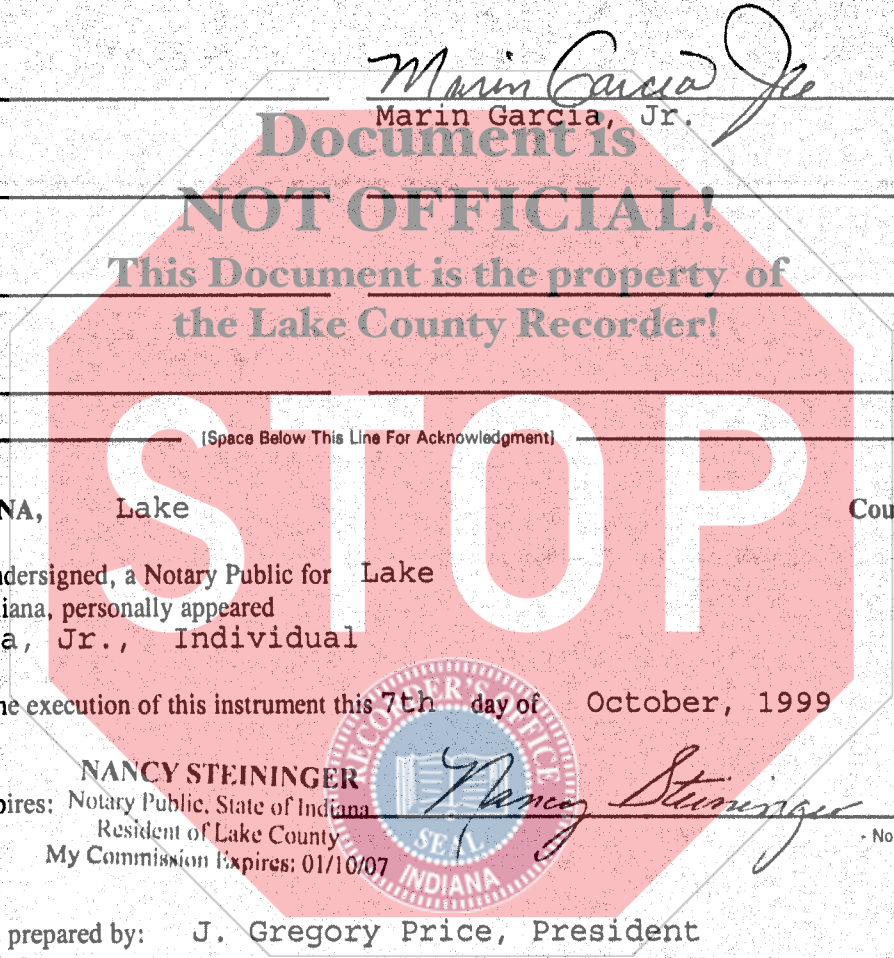 Marin Garcia Jr
Marin Garcia, Jr.
Document is
NOT OFFICIAL!
This Document is the property of
the Lake County Recorder!
STOP
[Space Below This Line For Acknowledgment]
NA, Lake Cou
ndersigned, a Notary Public for Lake
iana, personally appeared
a, Jr., Individual
he execution of this instrument this 7th day of October, 1999
RECORDER'S OFFICE
SEAL
INDIANA
NANCY STEININGER
pires: Notary Public, State of Indiana
Resident of Lake County
My Commission Expires: 01/10/07
Nancy Steininger
- No
prepared by: J. Gregory Price, President